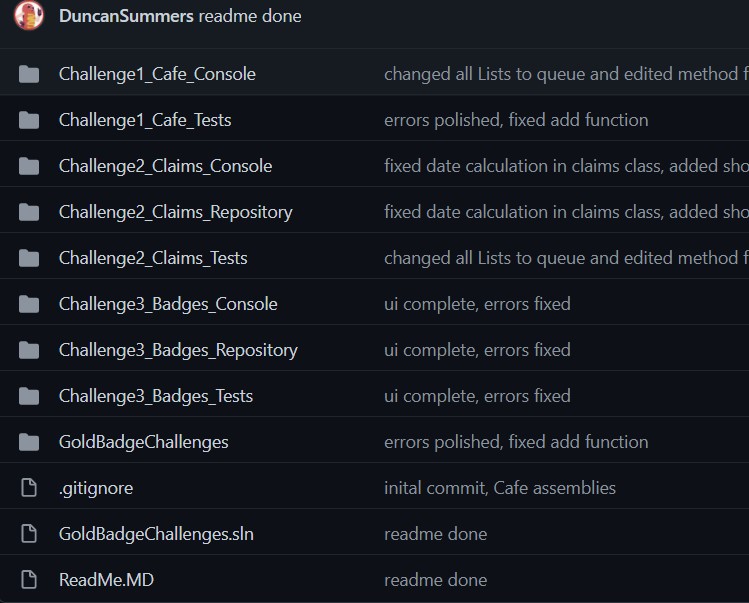 DuncanSummers readme done
Challenge1_Cafe_Console changed all Lists to queue and edited method f
Challenge1_Cafe_Tests errors polished, fixed add function
Challenge2_Claims_Console fixed date calculation in claims class, added sho
Challenge2_Claims_Repository fixed date calculation in claims class, added sho
Challenge2_Claims_Tests changed all Lists to queue and edited method f
Challenge3_Badges_Console ui complete, errors fixed
Challenge3_Badges_Repository ui complete, errors fixed
Challenge3_Badges_Tests ui complete, errors fixed
GoldBadgeChallenges errors polished, fixed add function
.gitignore inital commit, Cafe assemblies
GoldBadgeChallenges.sln readme done
ReadMe.MD readme done